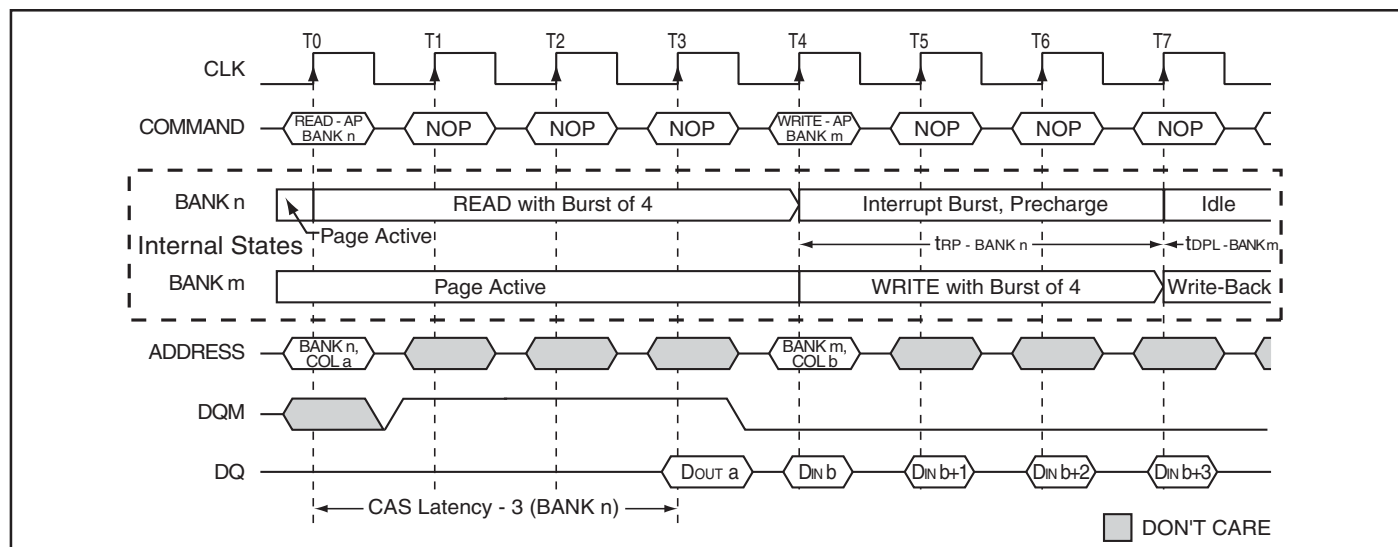 T0 T1 T2 T3 T4 T5 T6 T7
CLK
COMMAND READ - AP BANK n NOP NOP NOP WRITE - AP BANK m NOP NOP NOP
BANK n READ with Burst of 4 Interrupt Burst, Precharge Idle
Internal States Page Active tRP - BANK n tDPL - BANK m
BANK m Page Active WRITE with Burst of 4 Write-Back
ADDRESS BANK n, COL a BANK m, COL b
DQM
DQ DOUT a DIN b DIN b+1 DIN b+2 DIN b+3
CAS Latency - 3 (BANK n)
DON'T CARE